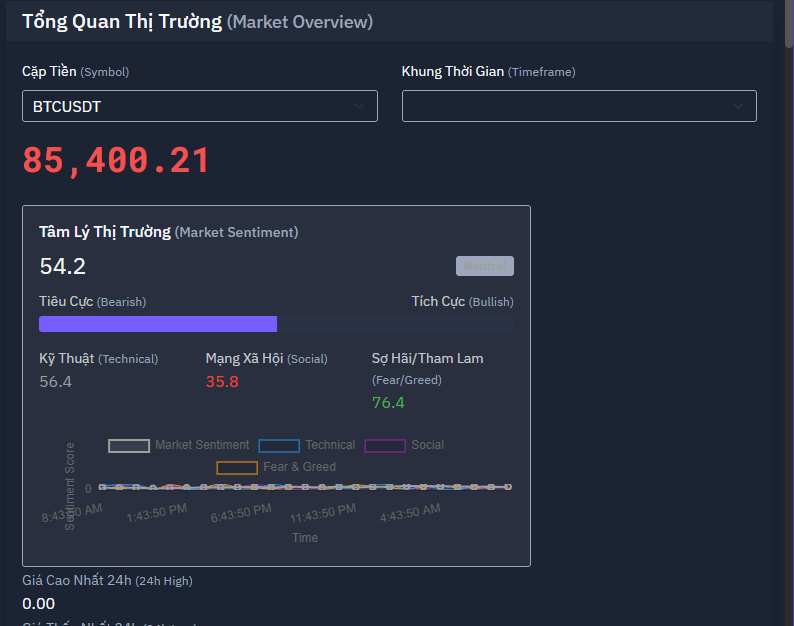 Tổng Quan Thị Trường (Market Overview)
Cặp Tiền (Symbol)
Khung Thời Gian (Timeframe)
BTCUSDT
85,400.21
Tâm Lý Thị Trường (Market Sentiment)
54.2
Neutral
Tiêu Cực (Bearish)
Tích Cực (Bullish)
Kỹ Thuật (Technical)
Mạng Xã Hội (Social)
Sợ Hãi/Tham Lam
(Fear/Greed)
56.4
35.8
76.4
Market Sentiment
Technical
Social
Fear & Greed
Sentiment Score
0
8:43:50 AM
1:43:50 PM
6:43:50 PM
11:43:50 PM
4:43:50 AM
Time
Giá Cao Nhất 24h (24h High)
0.00
Giá Thấp Nhất 24h